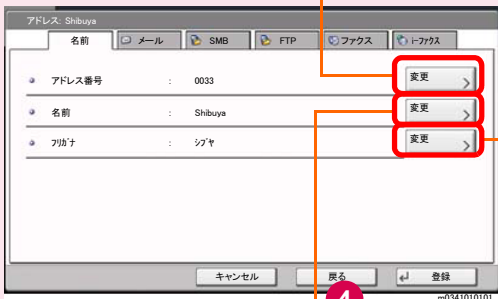 アドレス: Shibuya
名前 メール SMB FTP ファクス i-ファクス
アドレス番号 : 0033 変更
名前 : Shibuya 変更
フリガナ : シブヤ 変更
キャンセル 戻る 登録
4
m0341010101